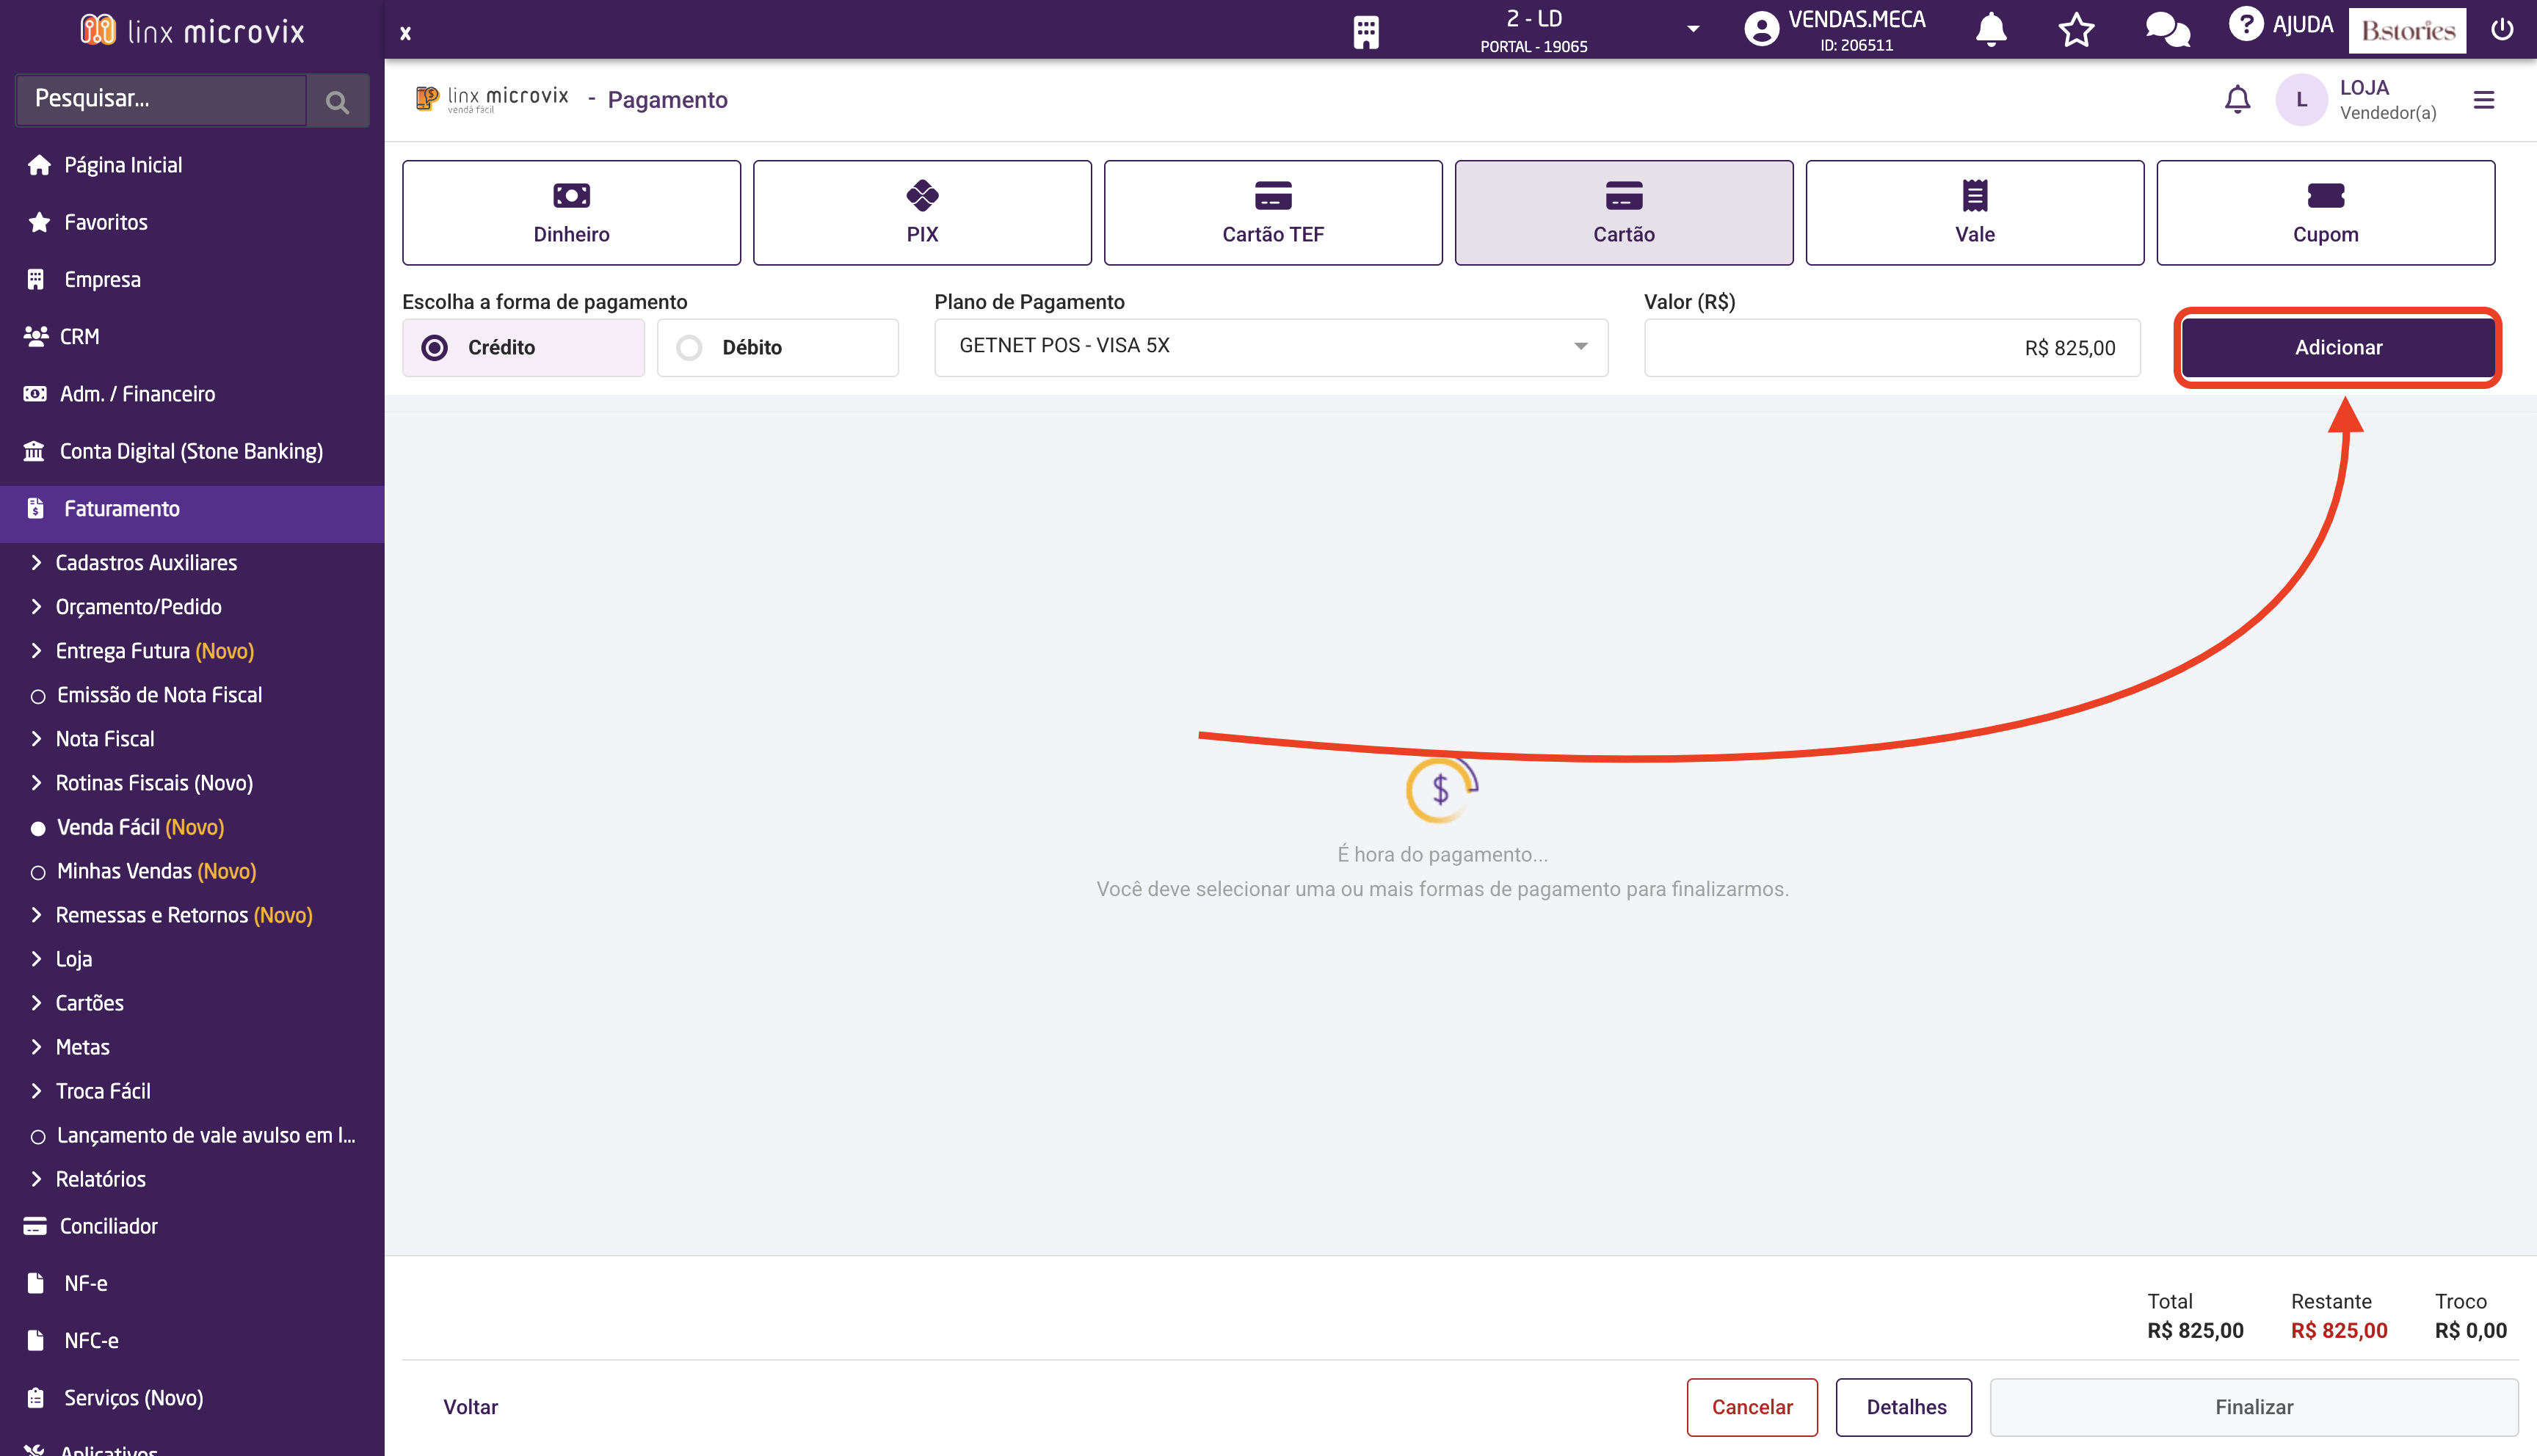 linx microvix
x
2 - LD
PORTAL - 19065
VENDAS.MECA
ID: 206511
? AJUDA
B.stories
Pesquisar...
Página Inicial
Favoritos
Empresa
CRM
Adm. / Financeiro
Conta Digital (Stone Banking)
Faturamento
Cadastros Auxiliares
Orçamento/Pedido
Entrega Futura (Novo)
Emissão de Nota Fiscal
Nota Fiscal
Rotinas Fiscais (Novo)
Venda Fácil (Novo)
Minhas Vendas (Novo)
Remessas e Retornos (Novo)
Loja
Cartões
Metas
Troca Fácil
Lançamento de vale avulso em l...
Relatórios
Conciliador
NF-e
NFC-e
Serviços (Novo)
Aplicativos
linx microvix
venda fácil
- Pagamento
L
LOJA
Vendedor(a)
Dinheiro
PIX
Cartão TEF
Cartão
Vale
Cupom
Escolha a forma de pagamento
Crédito
Débito
Plano de Pagamento
GETNET POS - VISA 5X
Valor (R$)
R$ 825,00
Adicionar
$
É hora do pagamento...
Você deve selecionar uma ou mais formas de pagamento para finalizarmos.
Total
R$ 825,00
Restante
R$ 825,00
Troco
R$ 0,00
Voltar
Cancelar
Detalhes
Finalizar